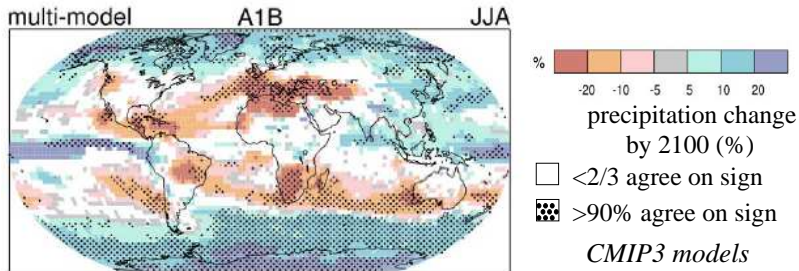 multi-model A1B JJA
%
-20 -10 -5 5 10 20
precipitation change
by 2100 (%)
<2/3 agree on sign
>90% agree on sign
CMIP3 models